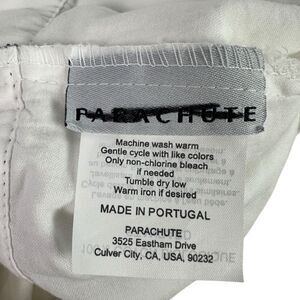 PARACHUTE
Machine wash warm
Gentle cycle with like colors
Only non-chlorine bleach
if needed
Tumble dry low
Warm iron if desired
MADE IN PORTUGAL
PARACHUTE
3525 Eastham Drive
Culver City, CA, USA, 90232